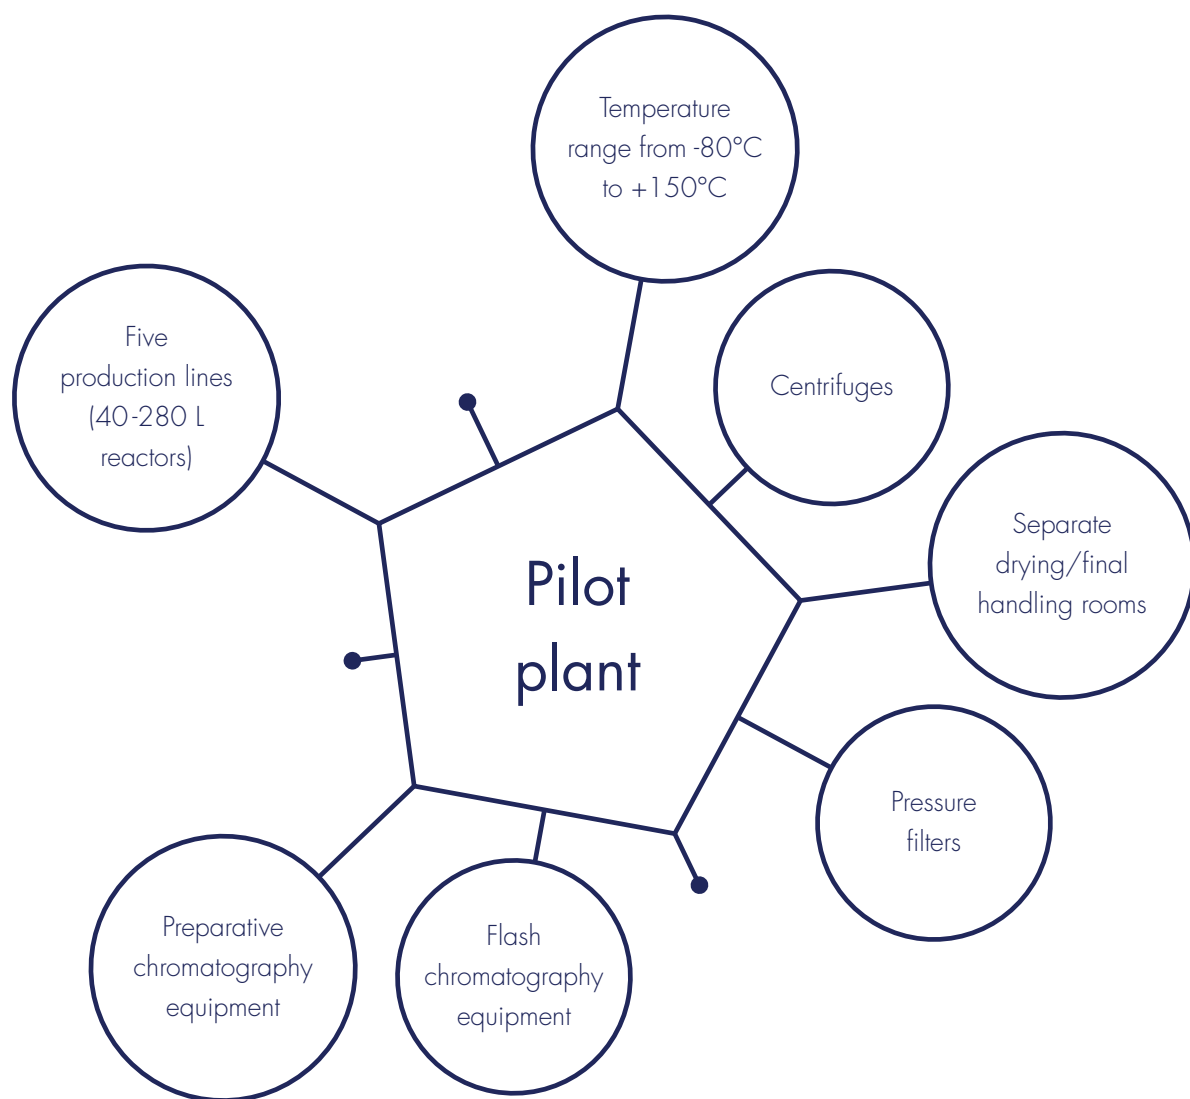 Temperature
range from -80°C
to +150°C
Five
production lines
(40-280 L
reactors)
Centrifuges
Separate
drying/final
handling rooms
Pilot
plant
Pressure
filters
Preparative
chromatography
equipment
Flash
chromatography
equipment